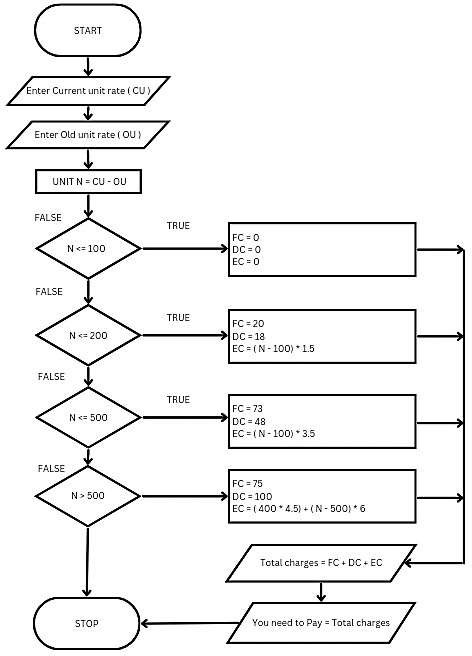 START
Enter Current unit rate ( CU )
Enter Old unit rate ( OU )
UNIT N = CU - OU
FALSE
TRUE
N <= 100
FC = 0
DC = 0
EC = 0
FALSE
TRUE
N <= 200
FC = 20
DC = 18
EC = ( N - 100) * 1.5
FALSE
TRUE
N <= 500
FC = 73
DC = 48
EC = ( N - 100) * 3.5
FALSE
N > 500
FC = 75
DC = 100
EC = ( 400 * 4.5) + ( N - 500) * 6
Total charges = FC + DC + EC
You need to Pay = Total charges
STOP